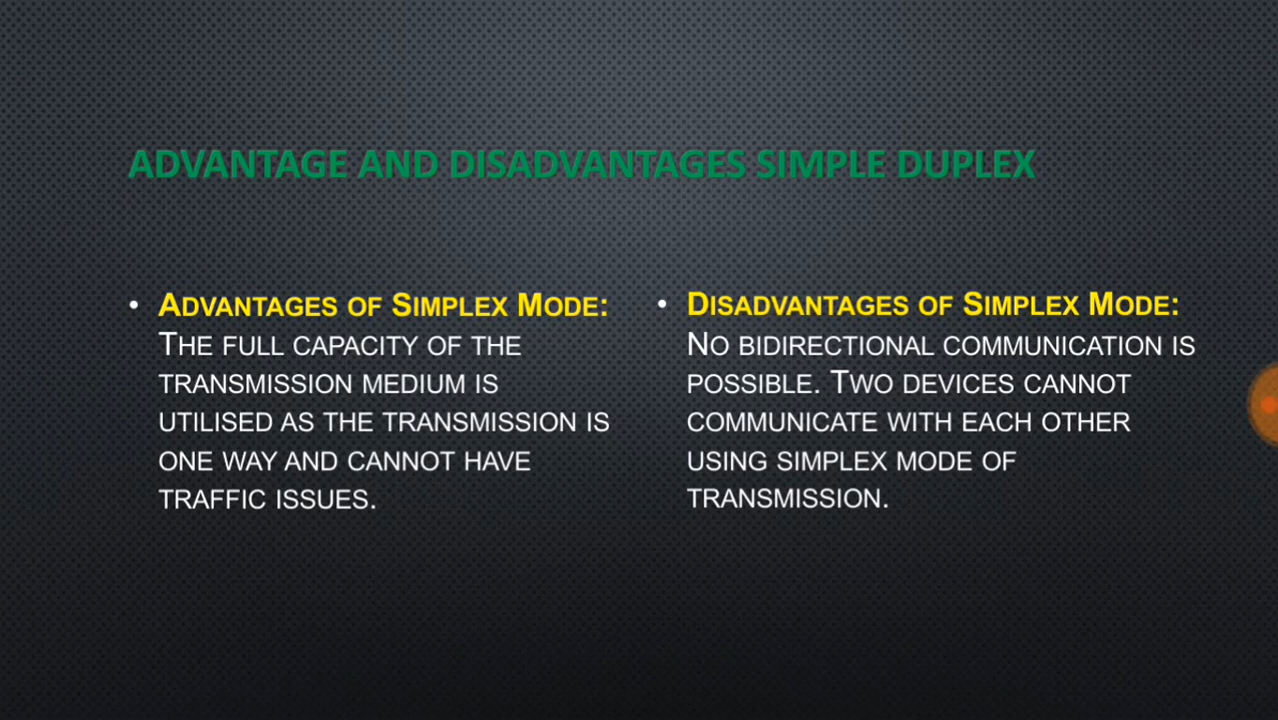 ADVANTAGE AND DISADVANTAGES SIMPLE DUPLEX
• ADVANTAGES OF SIMPLEX MODE:
THE FULL CAPACITY OF THE
TRANSMISSION MEDIUM IS
UTILISED AS THE TRANSMISSION IS
ONE WAY AND CANNOT HAVE
TRAFFIC ISSUES.
• DISADVANTAGES OF SIMPLEX MODE:
NO BIDIRECTIONAL COMMUNICATION IS
POSSIBLE. TWO DEVICES CANNOT
COMMUNICATE WITH EACH OTHER
USING SIMPLEX MODE OF
TRANSMISSION.